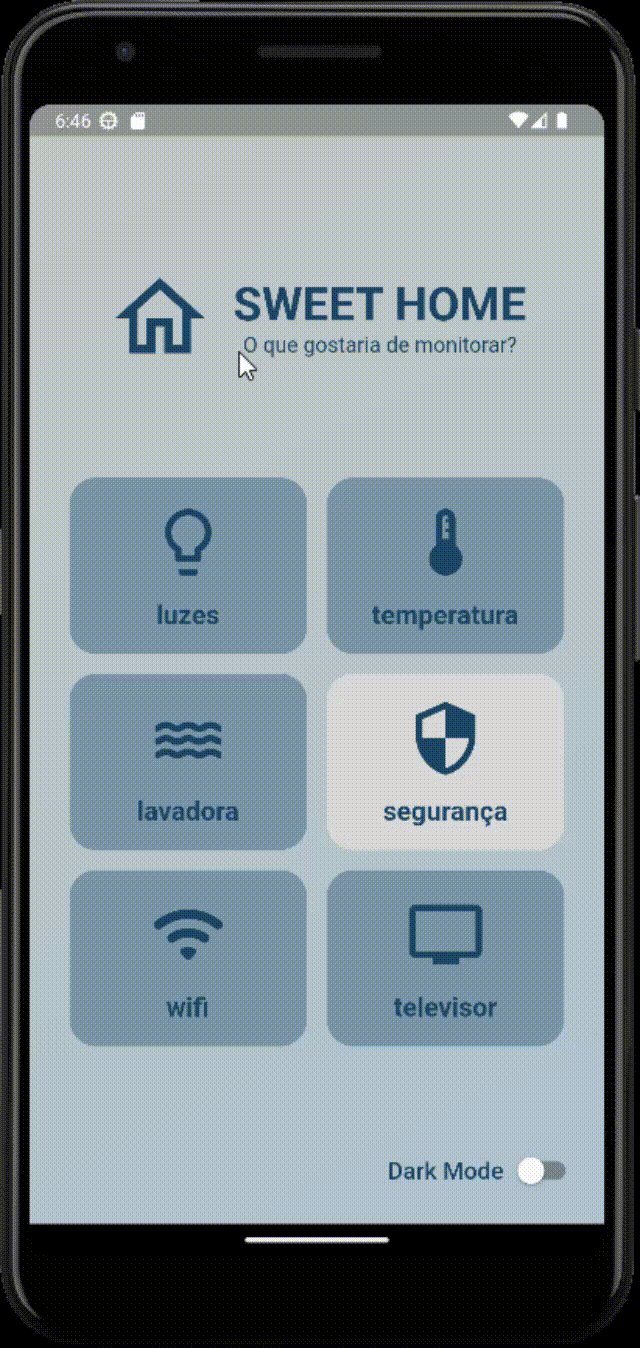 6:46
SWEET HOME
O que gostaria de monitorar?
luzes
temperatura
lavadora
segurança
wifi
televisor
Dark Mode